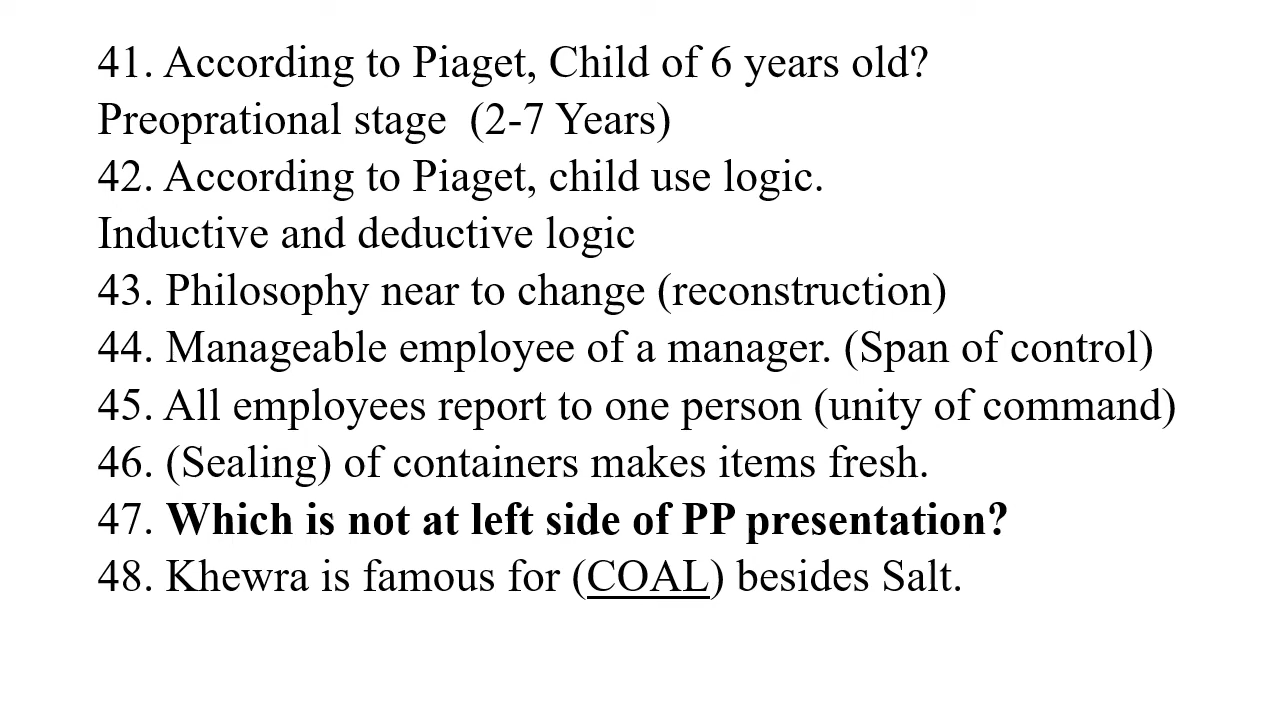 41. According to Piaget, Child of 6 years old?
Preoprational stage  (2-7 Years)
42. According to Piaget, child use logic.
Inductive and deductive logic
43. Philosophy near to change (reconstruction)
44. Manageable employee of a manager. (Span of control)
45. All employees report to one person (unity of command)
46. (Sealing) of containers makes items fresh.
47. Which is not at left side of PP presentation?
48. Khewra is famous for (COAL) besides Salt.